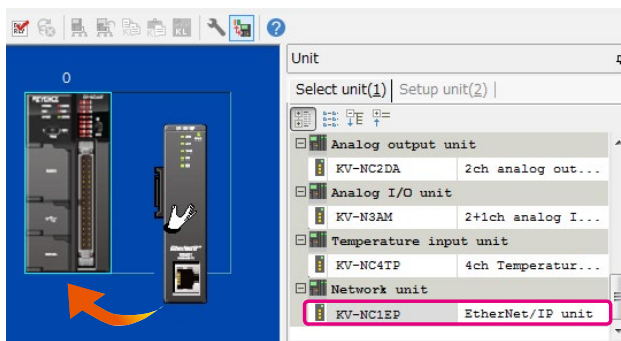 Unit
Select unit(1) Setup unit(2)
0
KEYENCE
Analog output unit
KV-NC2DA 2ch analog out...
Analog I/O unit
KV-N3AM 2+1ch analog I...
Temperature input unit
KV-NC4TP 4ch Temperatur...
Network unit
EtherNet/IP
KV-NC1EP EtherNet/IP unit